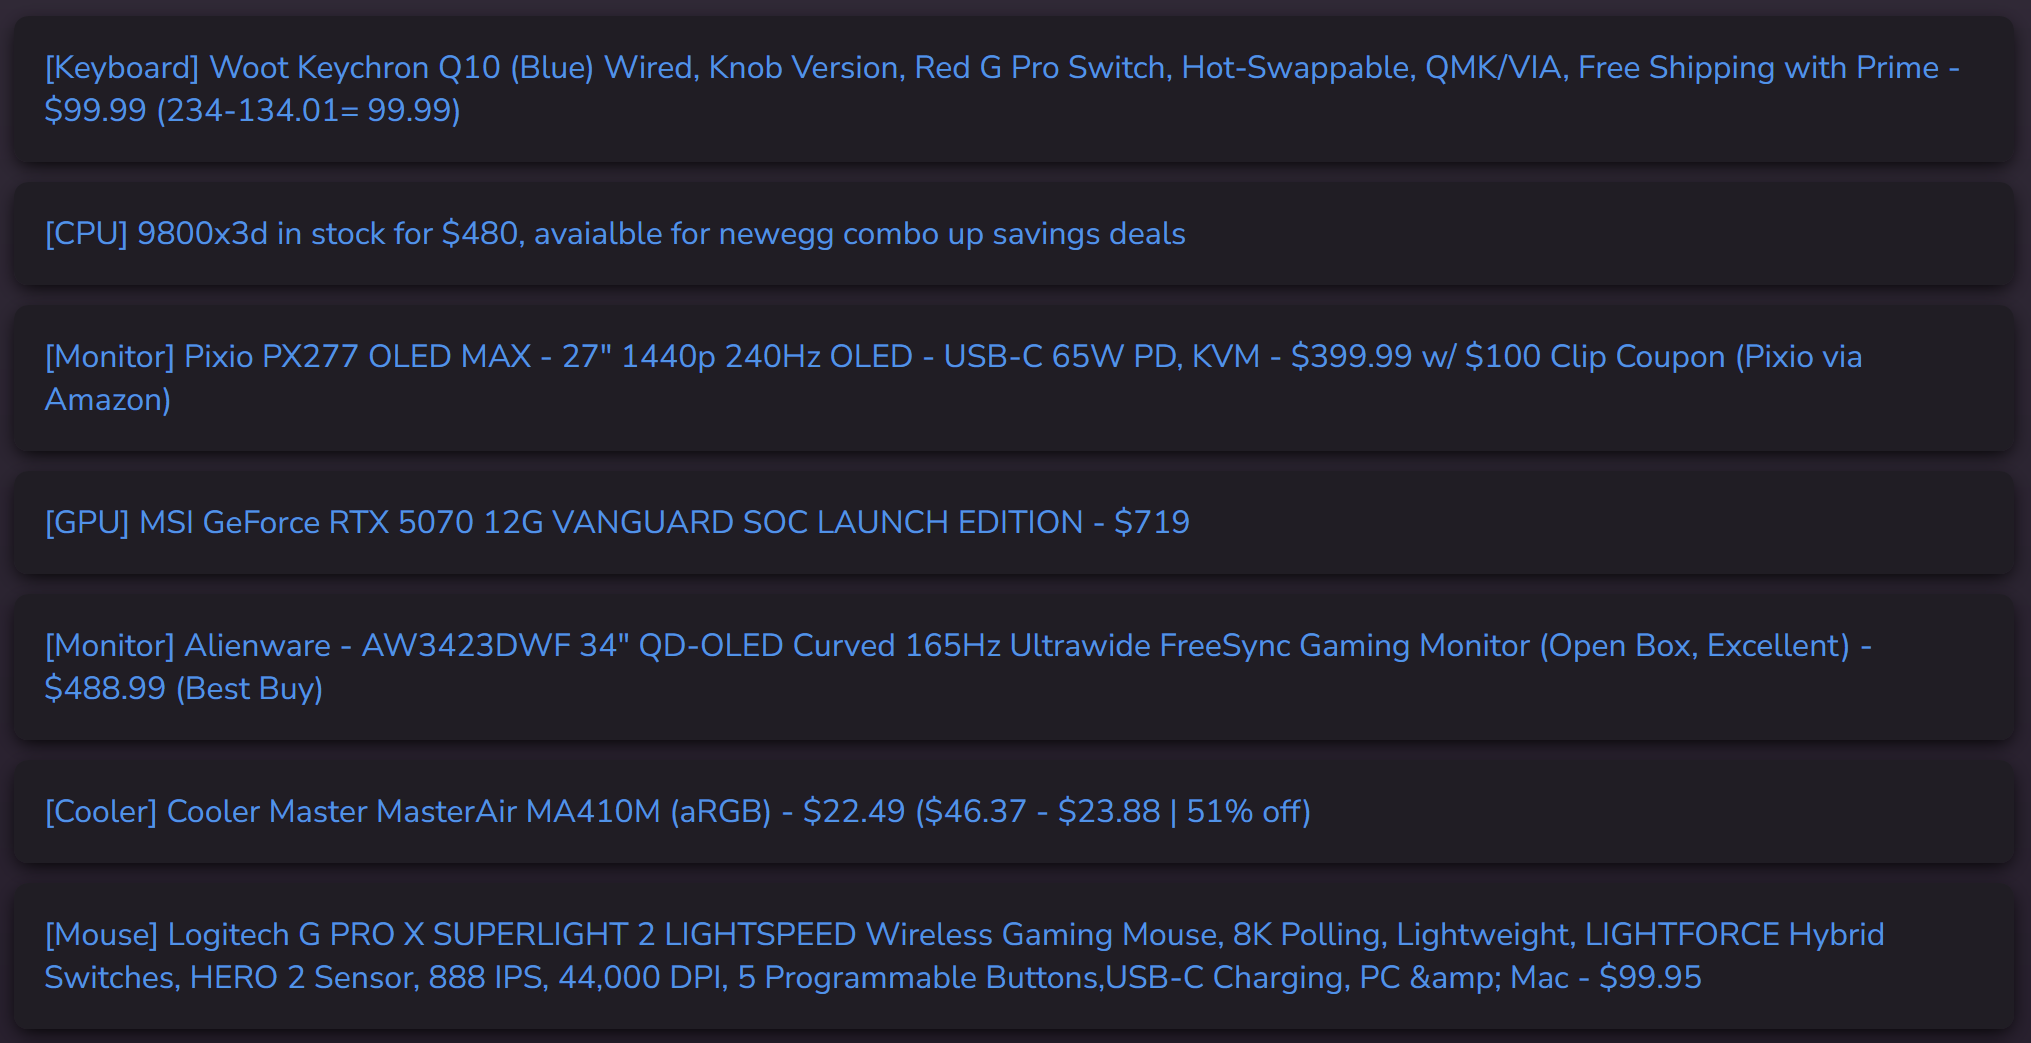 [Keyboard] Woot Keychron Q10 (Blue) Wired, Knob Version, Red G Pro Switch, Hot-Swappable, QMK/VIA, Free Shipping with Prime -
$99.99 (234-134.01= 99.99)
[CPU] 9800x3d in stock for $480, avaialble for newegg combo up savings deals
[Monitor] Pixio PX277 OLED MAX - 27" 1440p 240Hz OLED - USB-C 65W PD, KVM - $399.99 w/ $100 Clip Coupon (Pixio via
Amazon)
[GPU] MSI GeForce RTX 5070 12G VANGUARD SOC LAUNCH EDITION - $719
[Monitor] Alienware - AW3423DWF 34" QD-OLED Curved 165Hz Ultrawide FreeSync Gaming Monitor (Open Box, Excellent) -
$488.99 (Best Buy)
[Cooler] Cooler Master MasterAir MA410M (aRGB) - $22.49 ($46.37 - $23.88 | 51% off)
[Mouse] Logitech G PRO X SUPERLIGHT 2 LIGHTSPEED Wireless Gaming Mouse, 8K Polling, Lightweight, LIGHTFORCE Hybrid
Switches, HERO 2 Sensor, 888 IPS, 44,000 DPI, 5 Programmable Buttons,USB-C Charging, PC &amp; Mac - $99.95